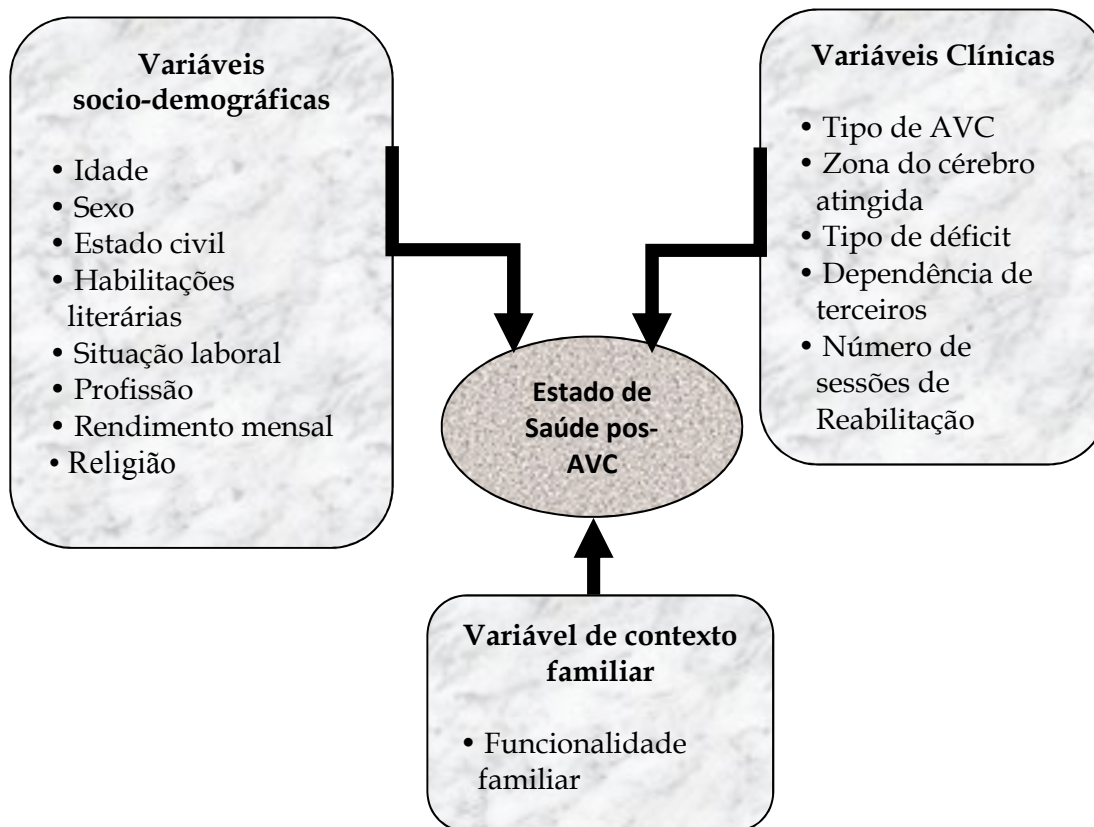 Variáveis
socio-demográficas
• Idade
• Sexo
• Estado civil
• Habilitações
literárias
• Situação laboral
• Profissão
• Rendimento mensal
• Religião
Variáveis Clínicas
• Tipo de AVC
• Zona do cérebro
atingida
• Tipo de déficit
• Dependência de
terceiros
• Número de
sessões de
Reabilitação
Estado de
Saúde pos-
AVC
Variável de contexto
familiar
• Funcionalidade
familiar